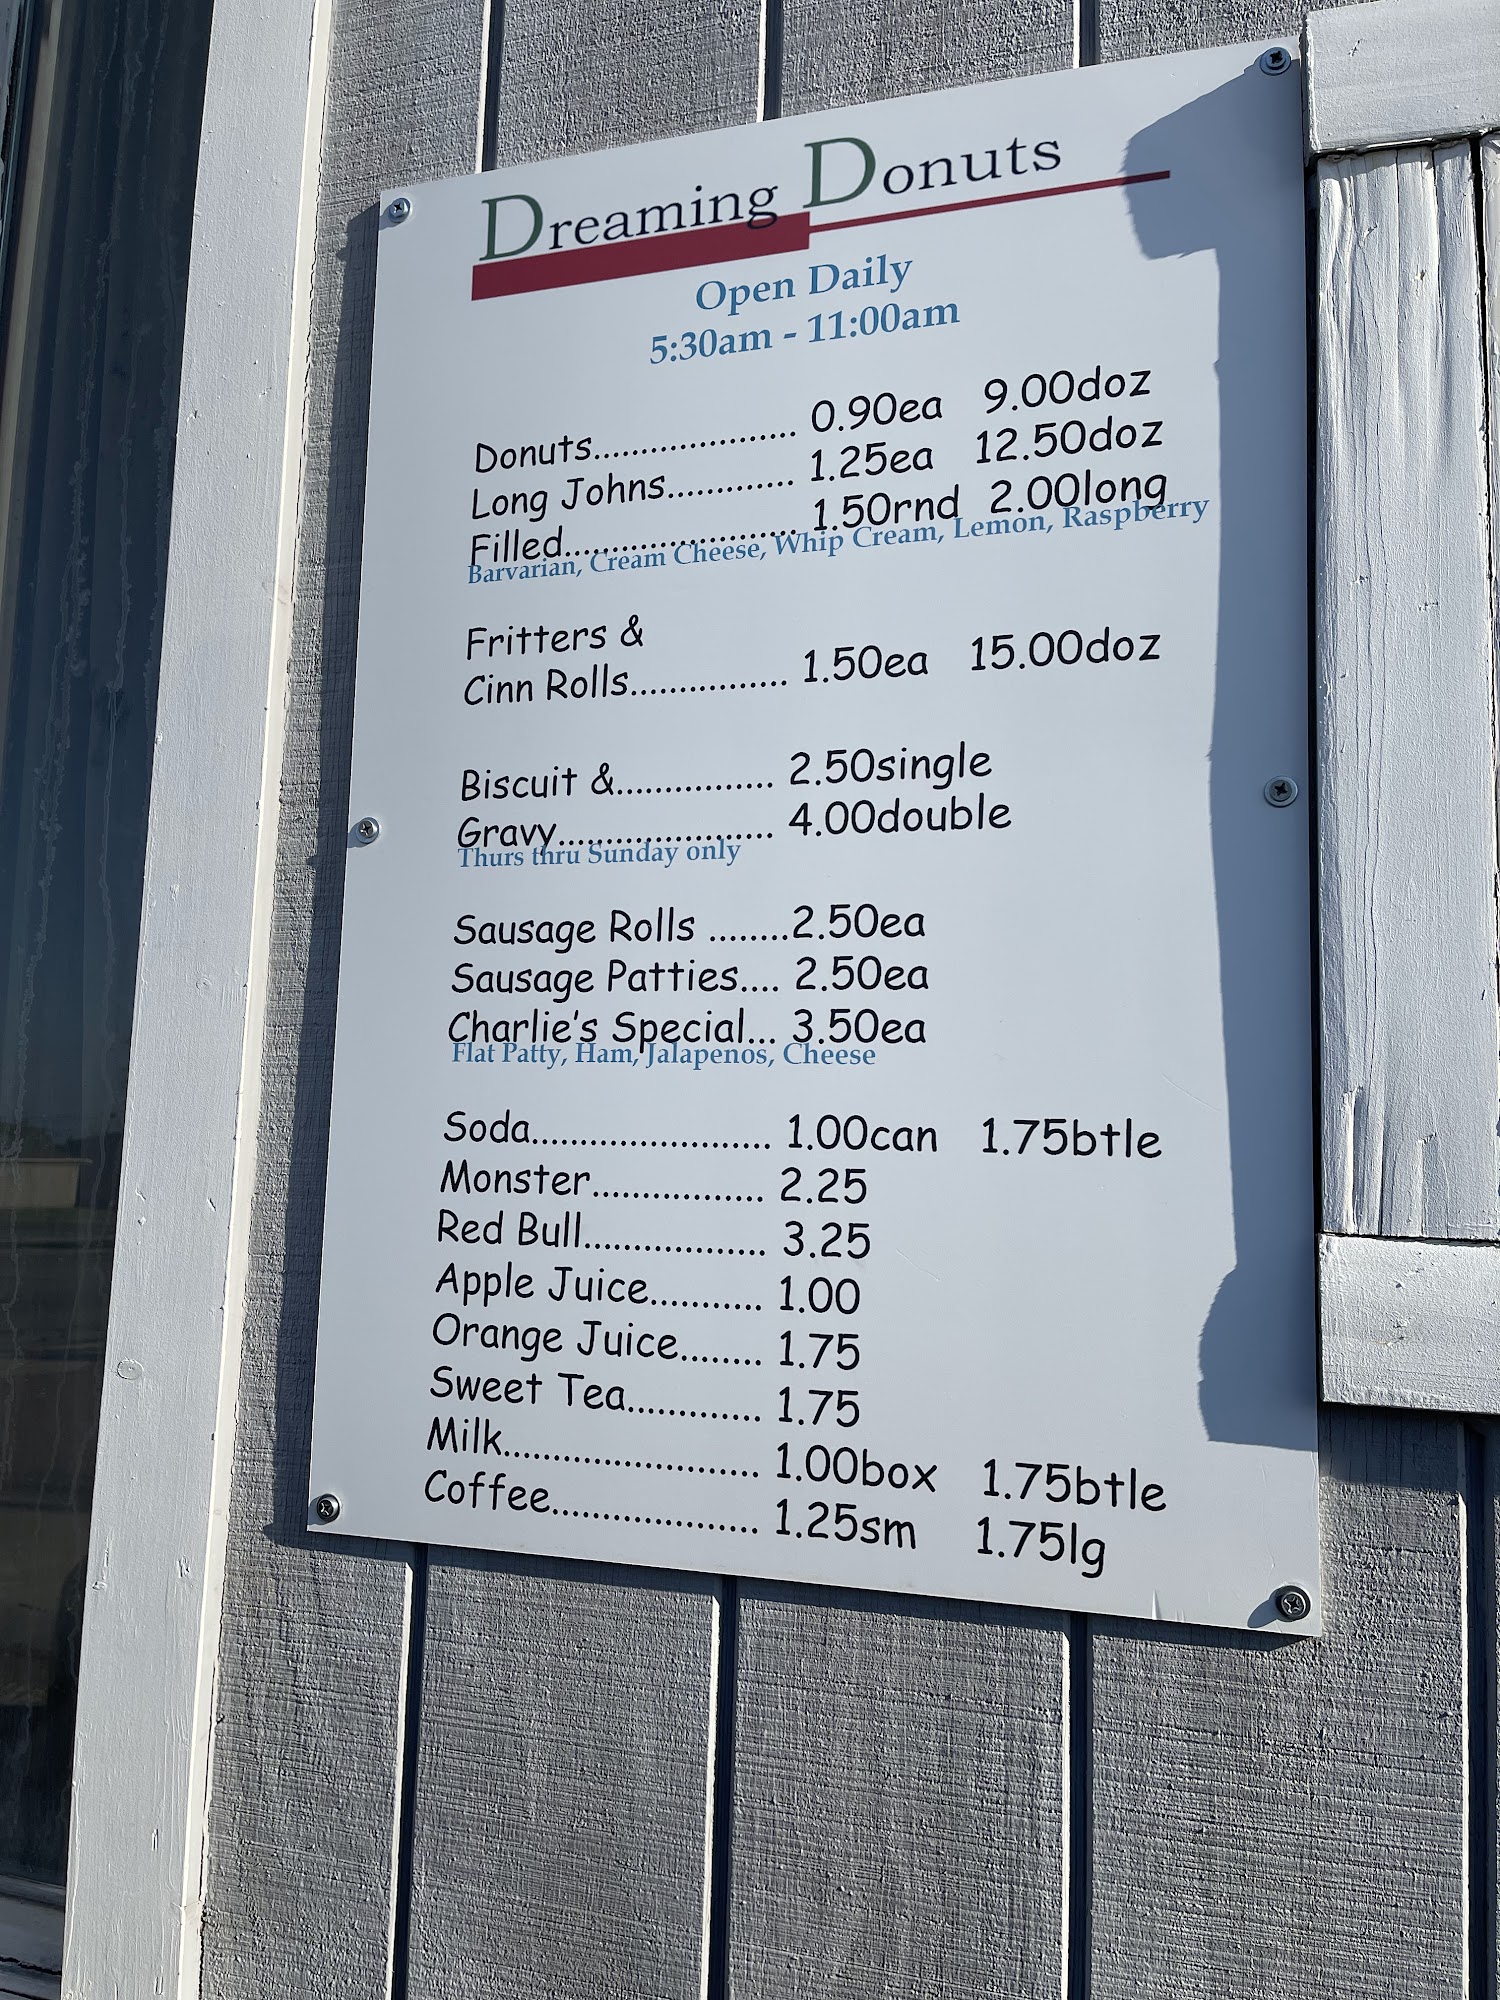 Dreaming Donuts
Open Daily
5:30am - 11:00am
Donuts.................... 0.90ea 9.00doz
Long Johns............. 1.25ea 12.50doz
Filled........................ 1.50rnd 2.00long
Barvarian, Cream Cheese, Whip Cream, Lemon, Raspberry
Fritters &
Cinn Rolls................ 1.50ea 15.00doz
Biscuit &................ 2.50single
Gravy...................... 4.00double
Thurs thru Sunday only
Sausage Rolls ........2.50ea
Sausage Patties.... 2.50ea
Charlie's Special... 3.50ea
Flat Patty, Ham, Jalapenos, Cheese
Soda........................ 1.00can 1.75btle
Monster................. 2.25
Red Bull.................. 3.25
Apple Juice........... 1.00
Orange Juice........ 1.75
Sweet Tea............. 1.75
Milk.......................... 1.00box 1.75btle
Coffee..................... 1.25sm 1.75lg